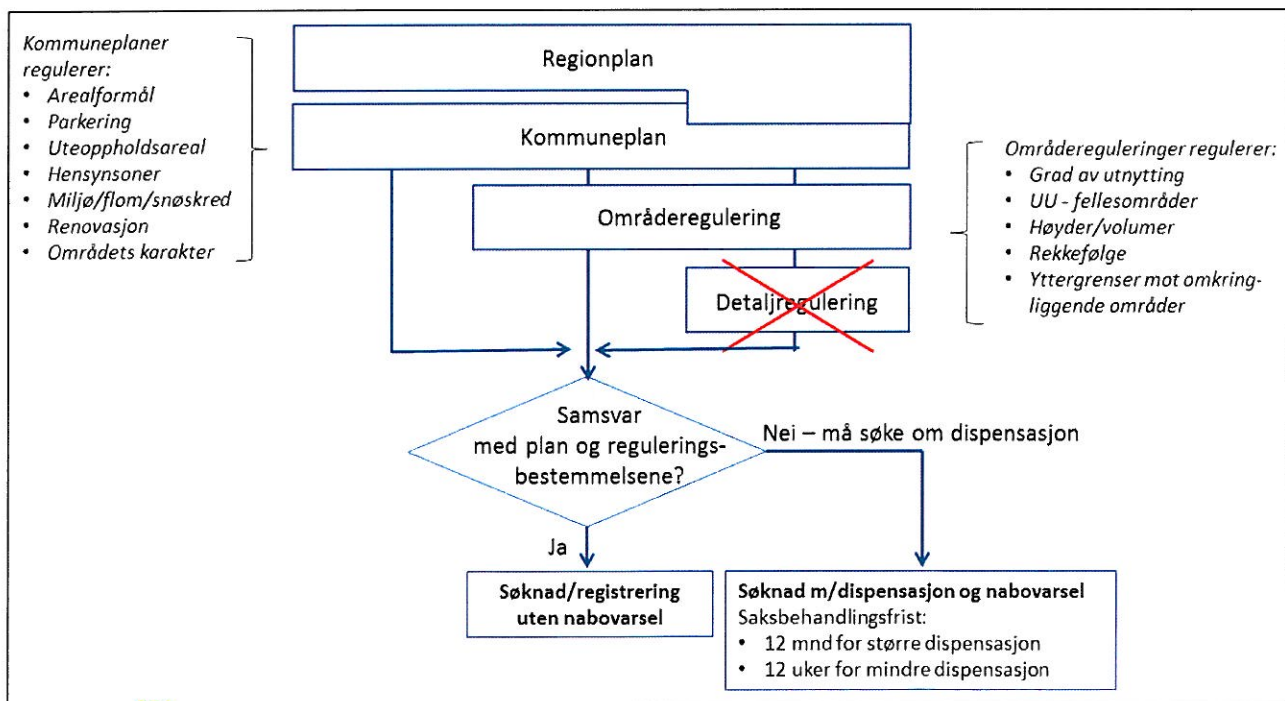 Kommuneplaner
regulerer:
• Arealformål
• Parkering
• Uteoppholdsareal
• Hensynsoner
• Miljø/flom/snøskred
• Renovasjon
• Områdets karakter
Regionplan
Kommuneplan
Områderegulering
Detaljregulering
Områdereguleringer regulerer:
• Grad av utnytting
• UU - fellesområder
• Høyder/volumer
• Rekkefølge
• Yttergrenser mot omkring-
liggende områder
Samsvar
med plan og regulerings-
bestemmelsene?
Nei – må søke om dispensasjon
Ja
Søknad/registrering
uten nabovarsel
Søknad m/dispensasjon og nabovarsel
Saksbehandlingsfrist:
• 12 mnd for større dispensasjon
• 12 uker for mindre dispensasjon